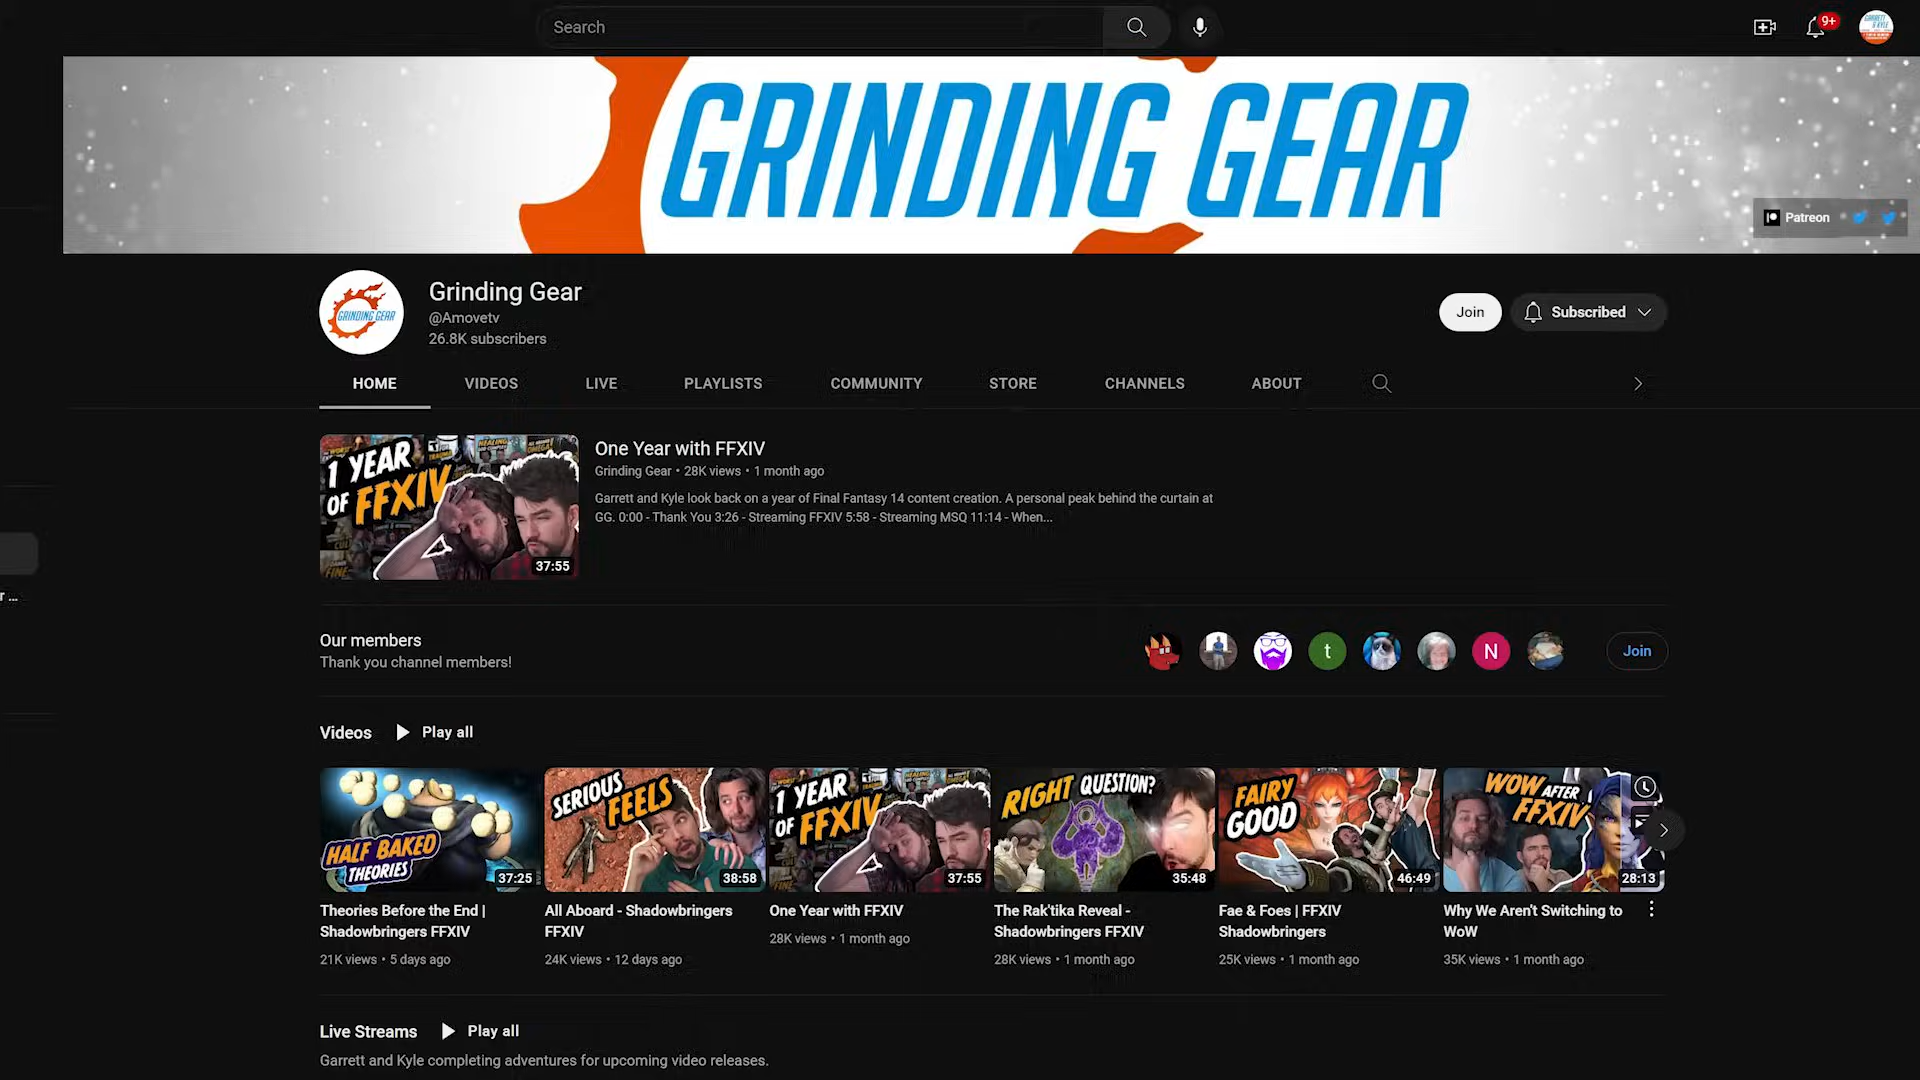 Search
9+
GRINDING GEAR
Patreon
GRINDING GEAR
Grinding Gear
@Amovetv
26.8K subscribers
Join
Subscribed
HOME
VIDEOS
LIVE
PLAYLISTS
COMMUNITY
STORE
CHANNELS
ABOUT
1 YEAR
OF FFXIV
37:55
One Year with FFXIV
Grinding Gear • 28K views • 1 month ago
Garrett and Kyle look back on a year of Final Fantasy 14 content creation. A personal peak behind the curtain at
GG. 0:00 - Thank You 3:26 - Streaming FFXIV 5:58 - Streaming MSQ 11:14 - When...
r ...
Our members
Thank you channel members!
t
N
Join
Videos
Play all
HALF BAKED
THEORIES
37:25
SERIOUS
FEELS
38:58
1 YEAR
OF FFXIV
37:55
RIGHT QUESTION?
35:48
FAIRY
GOOD
46:49
WOW AFTER
FFXIV
28:13
Theories Before the End |
Shadowbringers FFXIV
21K views • 5 days ago
All Aboard - Shadowbringers
FFXIV
24K views • 12 days ago
One Year with FFXIV
28K views • 1 month ago
The Rak'tika Reveal -
Shadowbringers FFXIV
28K views • 1 month ago
Fae & Foes | FFXIV
Shadowbringers
25K views • 1 month ago
Why We Aren't Switching to
WoW
35K views • 1 month ago
Live Streams
Play all
Garrett and Kyle completing adventures for upcoming video releases.